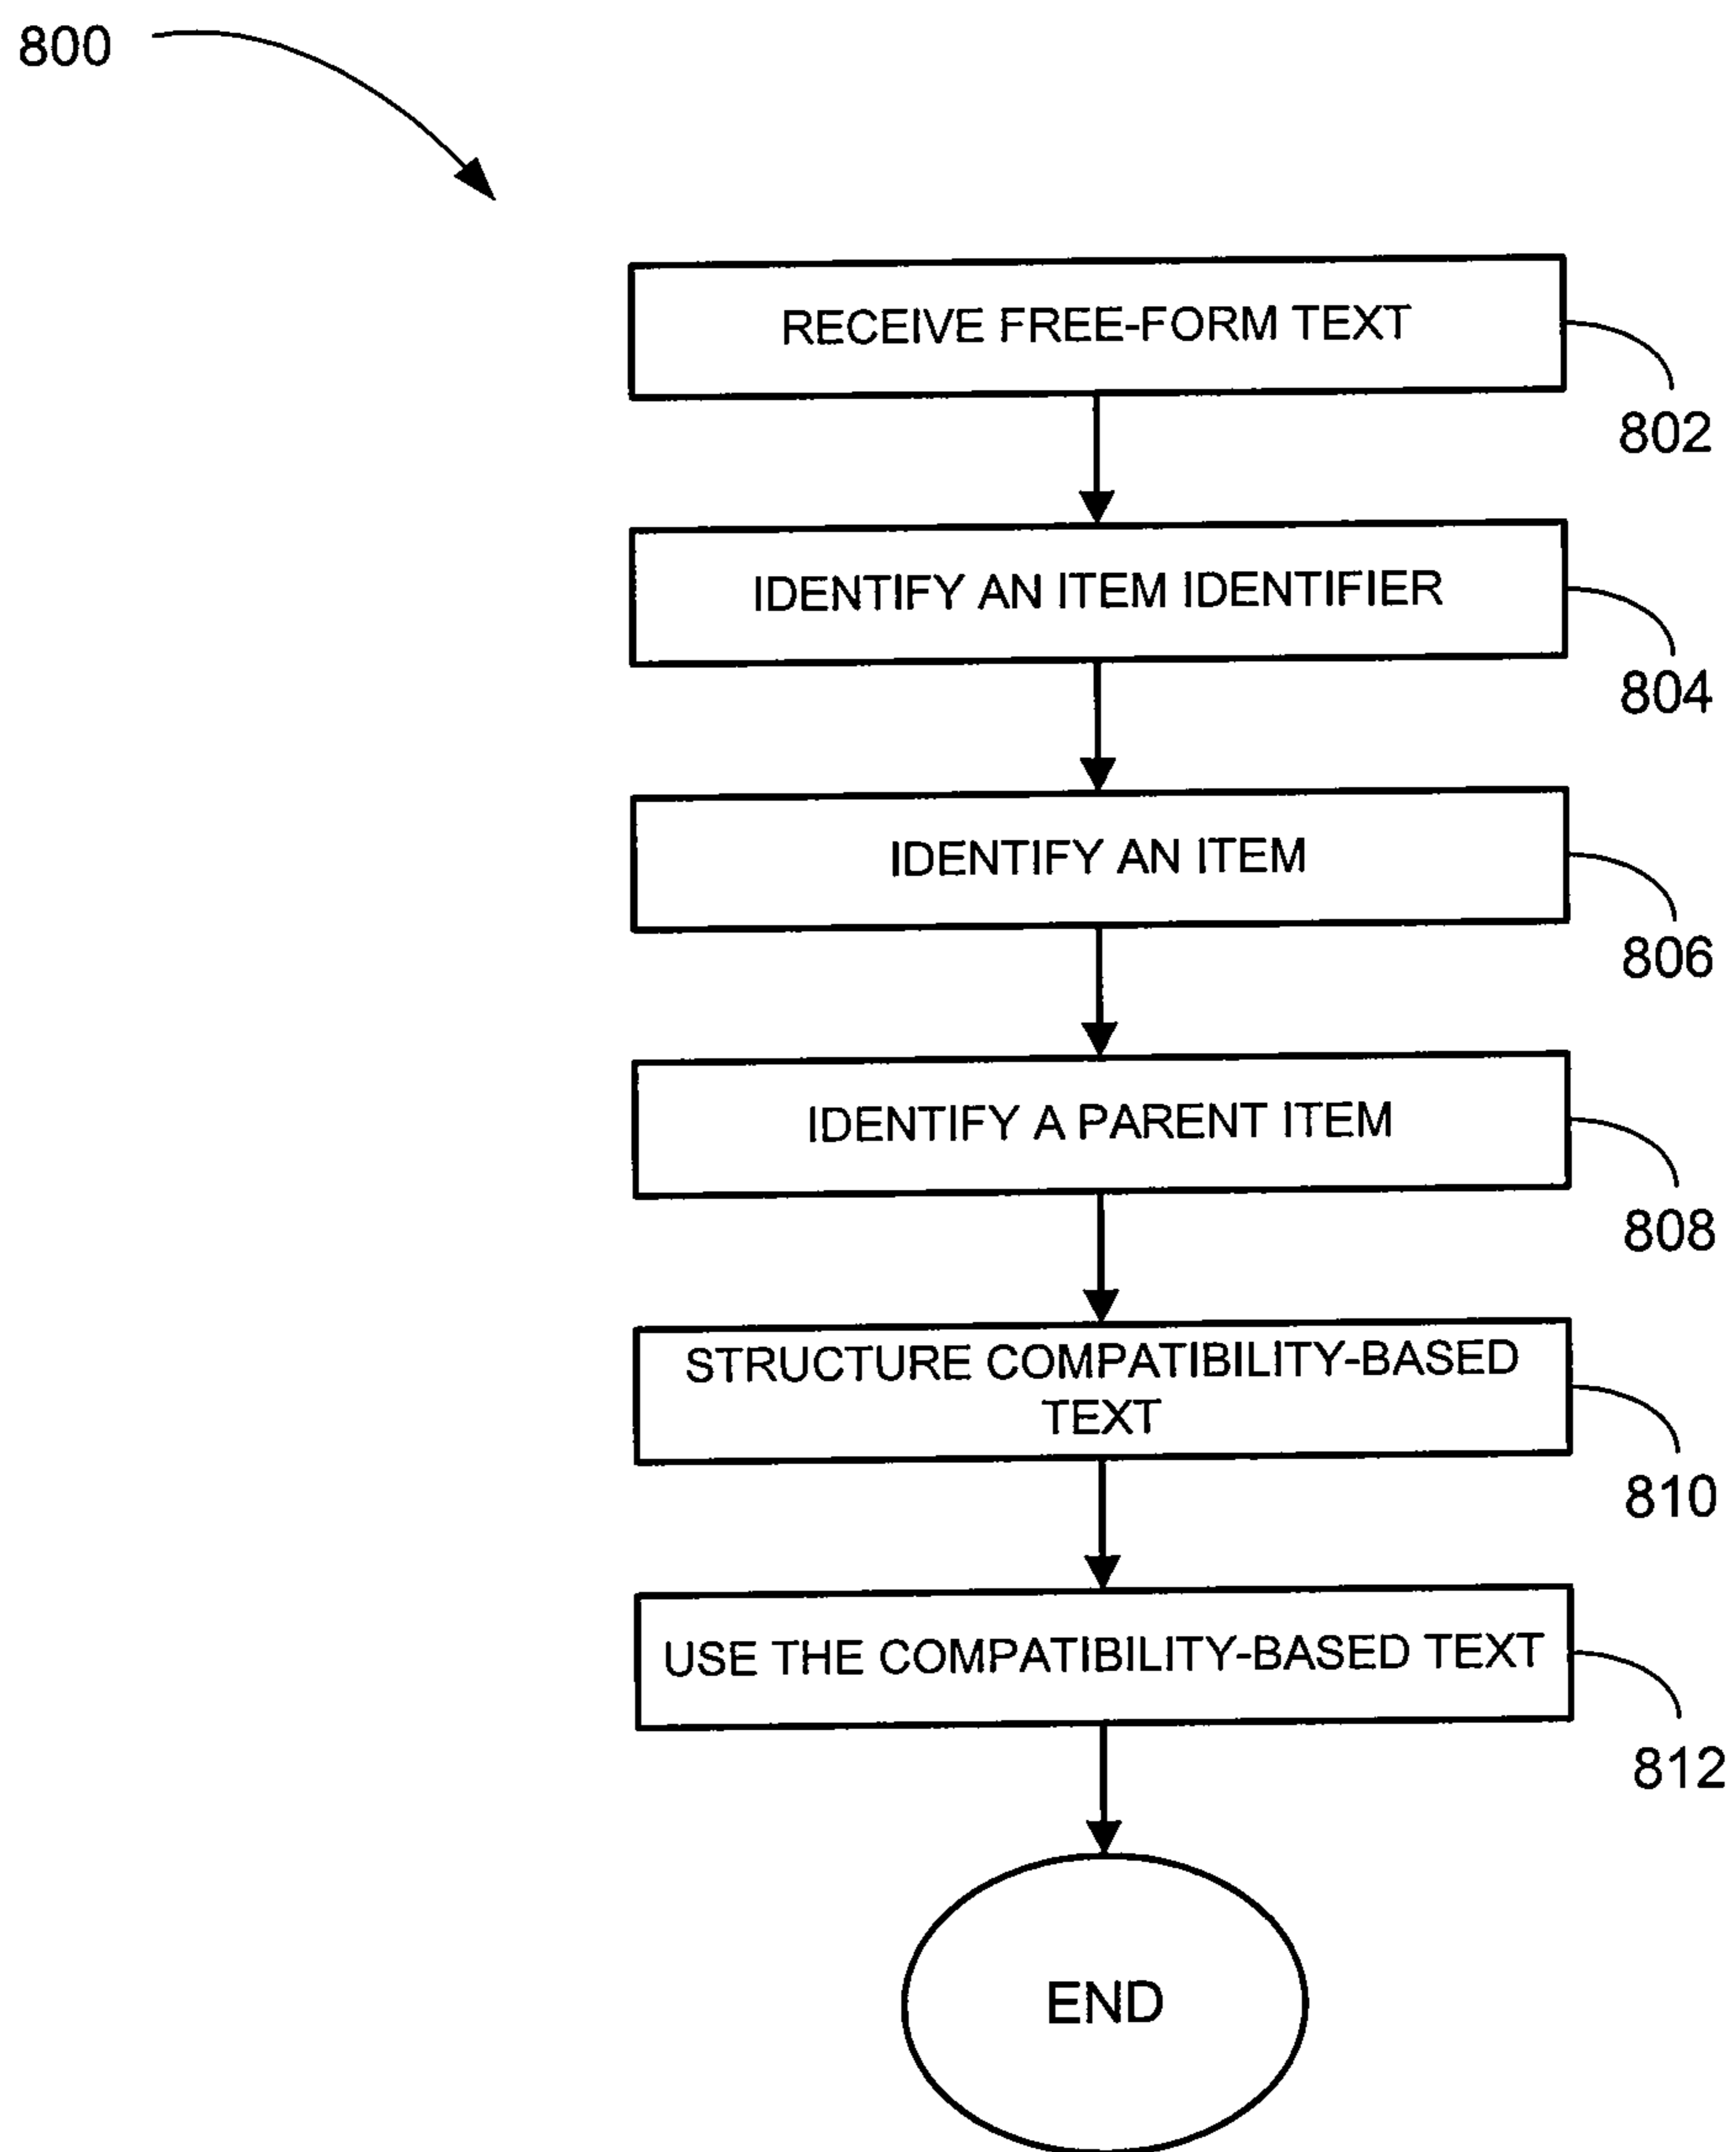 800
RECEIVE FREE-FORM TEXT
802
IDENTIFY AN ITEM IDENTIFIER
804
IDENTIFY AN ITEM
806
IDENTIFY A PARENT ITEM
808
STRUCTURE COMPATIBILITY-BASED
TEXT
810
USE THE COMPATIBILITY-BASED TEXT
812
END